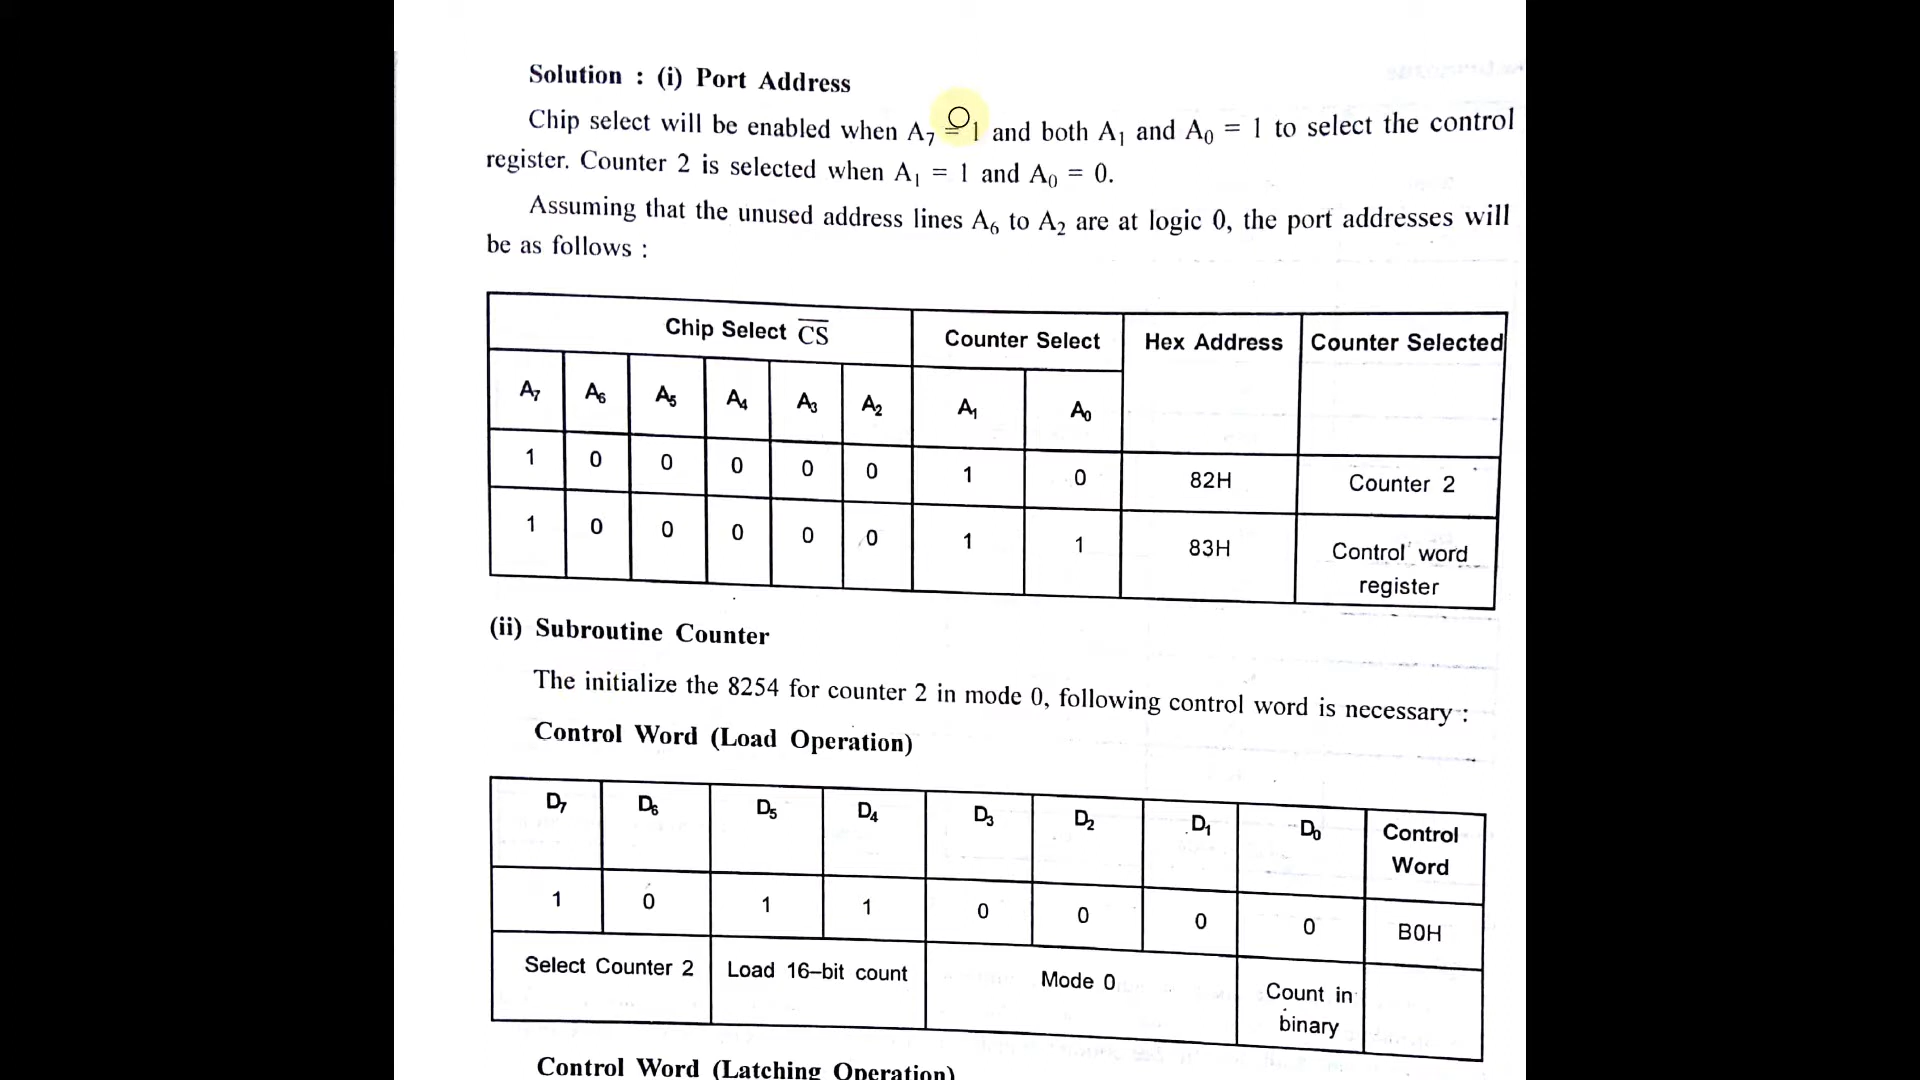 Solution : (i) Port Address
Chip select will be enabled when A₇ = 1 and both A₁ and A₀ = 1 to select the control
register. Counter 2 is selected when A₁ = 1 and A₀ = 0.
Assuming that the unused address lines A₆ to A₂ are at logic 0, the port addresses will
be as follows :
Chip Select C̅S̅ Counter Select Hex Address Counter Selected
A₇ A₆ A₅ A₄ A₃ A₂ A₁ A₀
1 0 0 0 0 0 1 0 82H Counter 2
1 0 0 0 0 0 1 1 83H Control word
register
(ii) Subroutine Counter
The initialize the 8254 for counter 2 in mode 0, following control word is necessary :
Control Word (Load Operation)
D₇ D₆ D₅ D₄ D₃ D₂ D₁ D₀ Control
Word
1 0 1 1 0 0 0 0 B0H
Select Counter 2 Load 16–bit count Mode 0 Count in
binary
Control Word (Latching Operation)